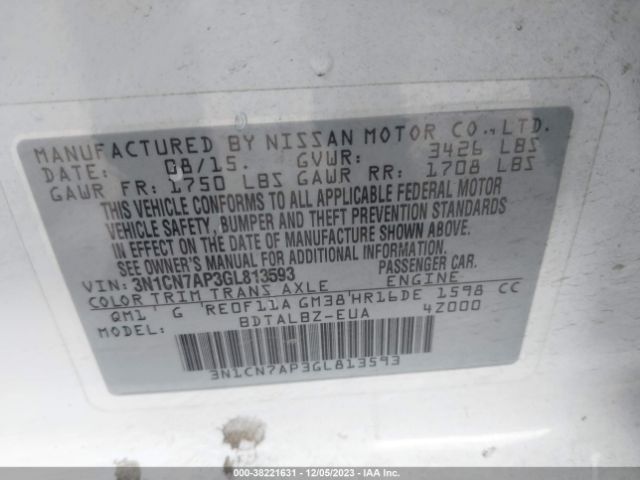 MANUFACTURED BY NISSAN MOTOR CO.,LTD.
DATE: 08/15. GVWR: 3426 LBS
GAWR FR: 1750 LBS GAWR RR: 1708 LBS
THIS VEHICLE CONFORMS TO ALL APPLICABLE FEDERAL MOTOR
VEHICLE SAFETY, BUMPER AND THEFT PREVENTION STANDARDS
IN EFFECT ON THE DATE OF MANUFACTURE SHOWN ABOVE.
SEE OWNER'S MANUAL FOR ADDITIONAL INFORMATION.
VIN: 3N1CN7AP3GL813593 PASSENGER CAR.
COLOR TRIM TRANS AXLE ENGINE
QM1 G RE0F11A GM38 HR16DE 1598 CC
MODEL BDTALBZ-EUA 4Z000
3N1CN7AP3GL813593
000-38221631 - 12/05/2023 - IAA Inc.